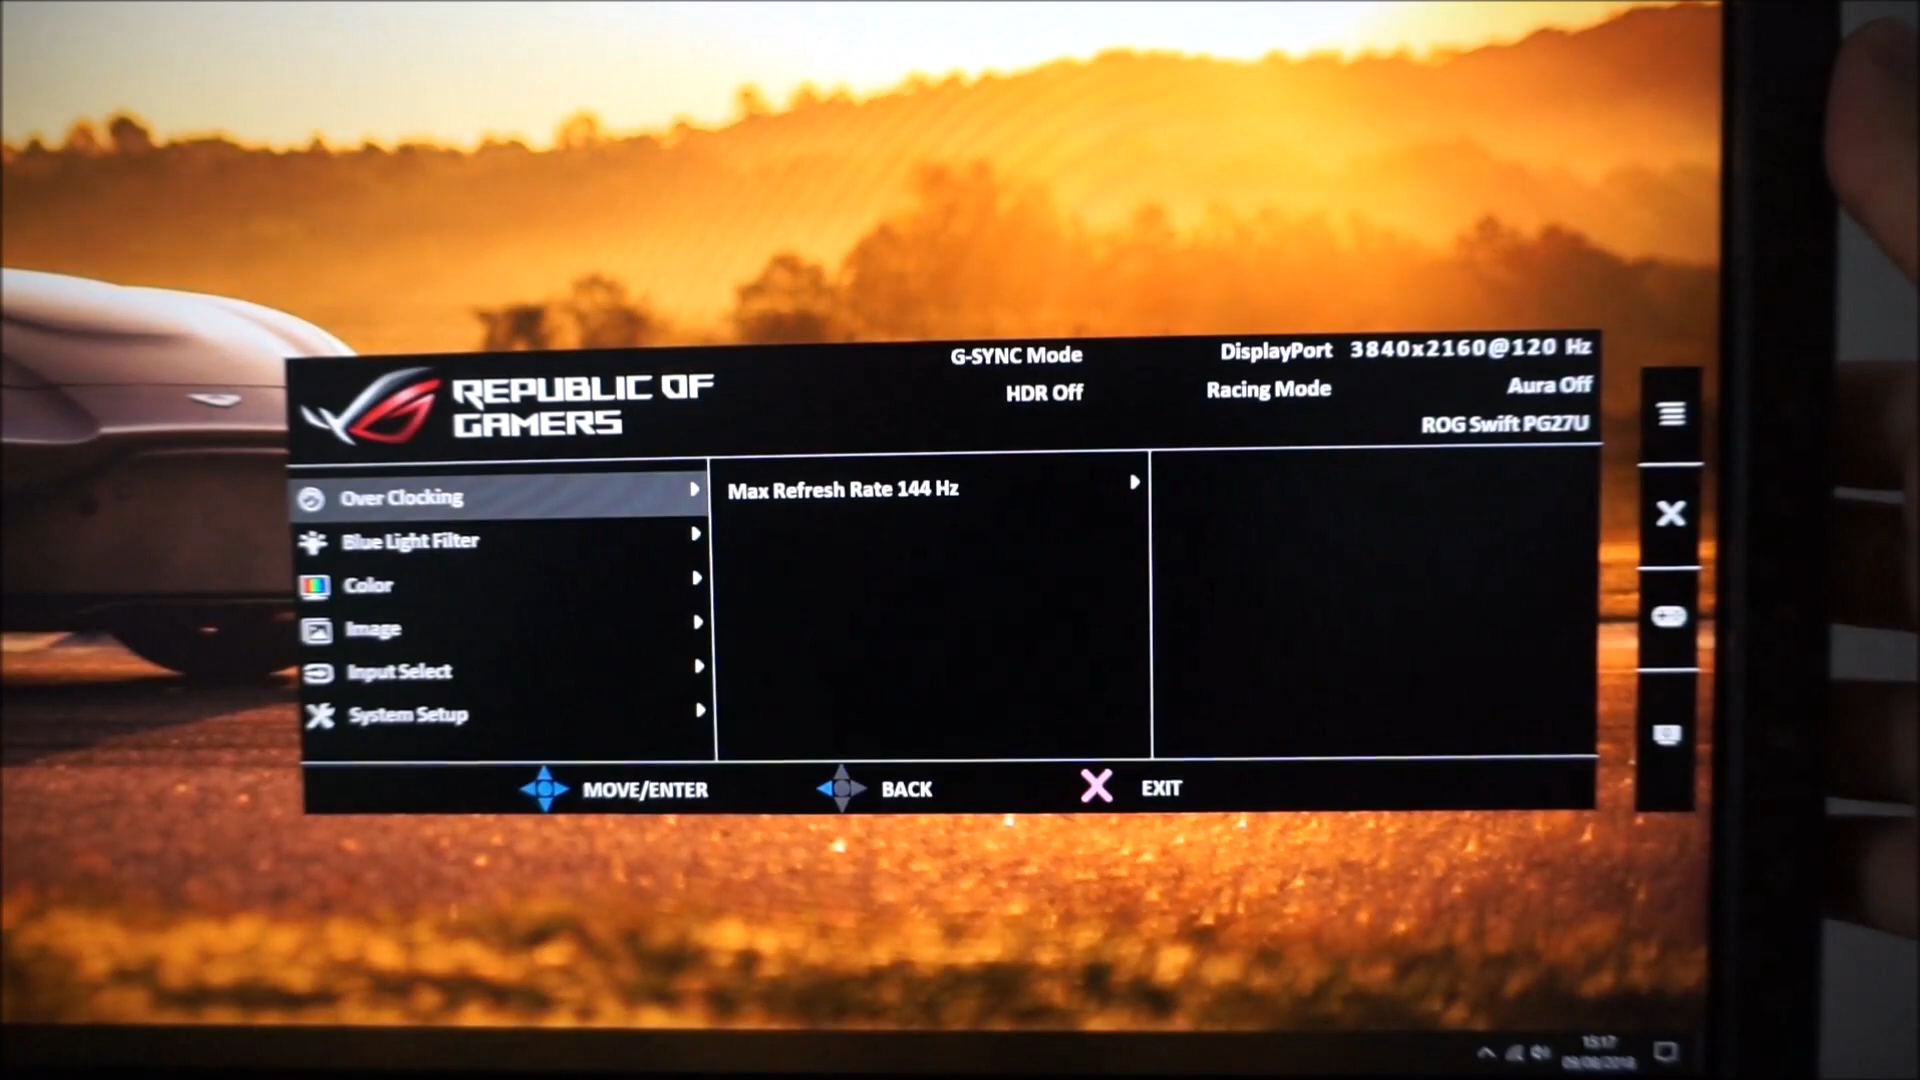 G-SYNC Mode
DisplayPort 3840x2160@120 Hz
REPUBLIC OF
GAMERS
HDR Off
Racing Mode
Aura Off
ROG Swift PG27U
Over Clocking
Max Refresh Rate 144 Hz
Blue Light Filter
Color
Image
Input Select
System Setup
MOVE/ENTER
BACK
EXIT
15:17